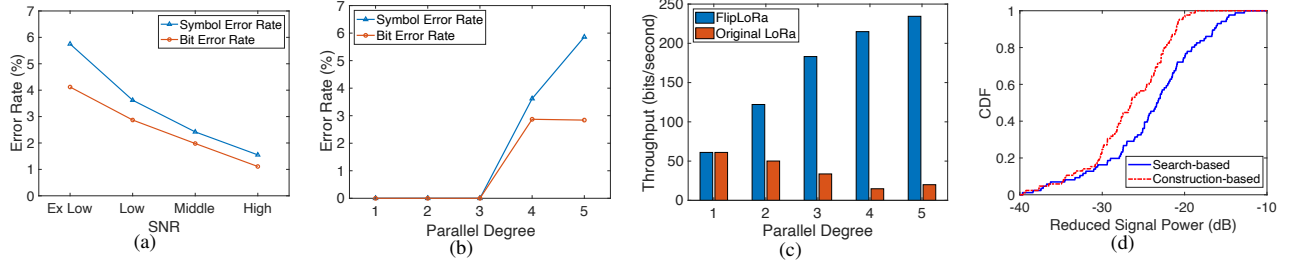 7
6
5
4
3
2
1
0
Error Rate (%)
Symbol Error Rate
Bit Error Rate
Ex Low Low Middle High
SNR
(a)
7
6
5
4
3
2
1
0
Error Rate (%)
Symbol Error Rate
Bit Error Rate
1 2 3 4 5
Parallel Degree
(b)
250
200
150
100
50
0
Throughput (bits/second)
FlipLoRa
Original LoRa
1 2 3 4 5
Parallel Degree
(c)
1
0.8
0.6
0.4
0.2
0
CDF
Search-based
Construction-based
-40 -30 -20 -10
Reduced Signal Power (dB)
(d)